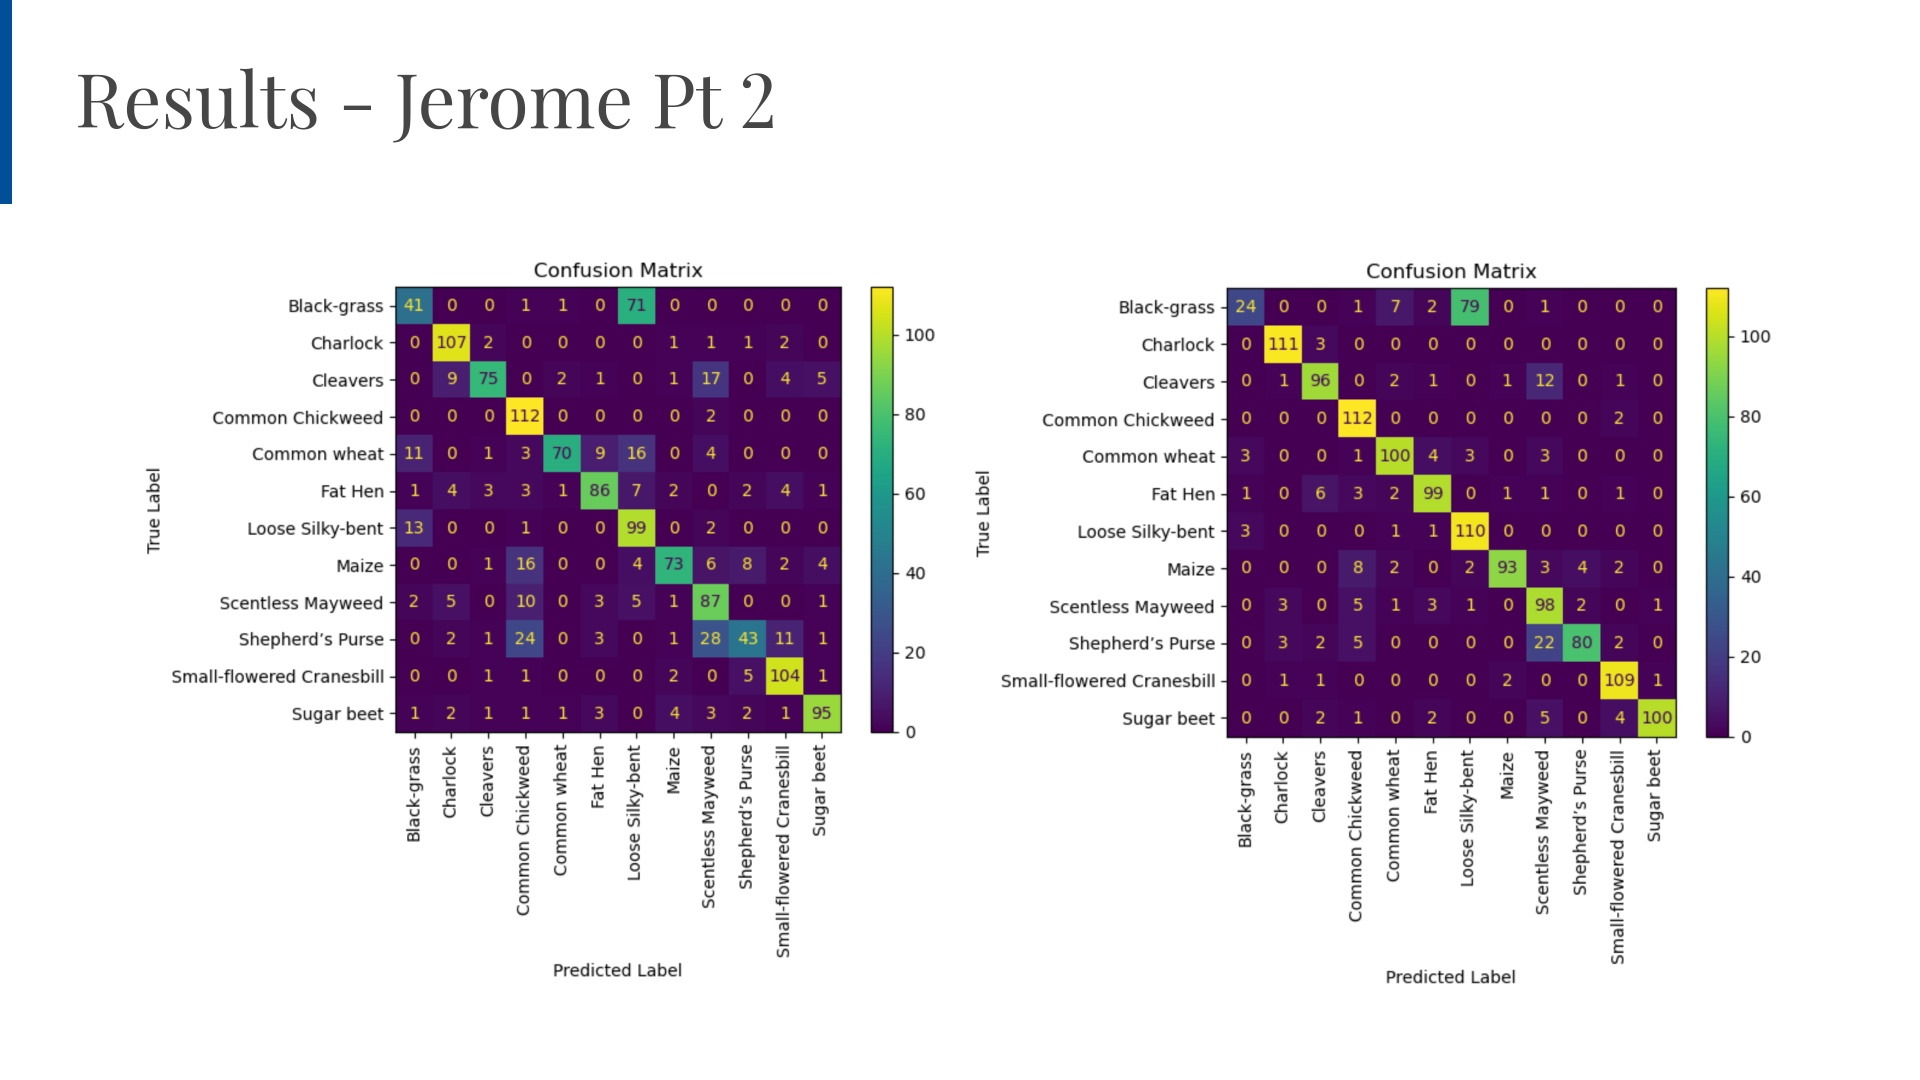 Results - Jerome Pt 2
Confusion Matrix
True Label
Black-grass 41 0 0 1 1 0 71 0 0 0 0 0
Charlock 0 107 2 0 0 0 0 1 1 1 2 0
Cleavers 0 9 75 0 2 1 0 1 17 0 4 5
Common Chickweed 0 0 0 112 0 0 0 0 2 0 0 0
Common wheat 11 0 1 3 70 9 16 0 4 0 0 0
Fat Hen 1 4 3 3 1 86 7 2 0 2 4 1
Loose Silky-bent 13 0 0 1 0 0 99 0 2 0 0 0
Maize 0 0 1 16 0 0 4 73 6 8 2 4
Scentless Mayweed 2 5 0 10 0 3 5 1 87 0 0 1
Shepherd’s Purse 0 2 1 24 0 3 0 1 28 43 11 1
Small-flowered Cranesbill 0 0 1 1 0 0 0 2 0 5 104 1
Sugar beet 1 2 1 1 1 3 0 4 3 2 1 95
Black-grass
Charlock
Cleavers
Common Chickweed
Common wheat
Fat Hen
Loose Silky-bent
Maize
Scentless Mayweed
Shepherd’s Purse
Small-flowered Cranesbill
Sugar beet
Predicted Label
100
80
60
40
20
0
Confusion Matrix
True Label
Black-grass 24 0 0 1 7 2 79 0 1 0 0 0
Charlock 0 111 3 0 0 0 0 0 0 0 0 0
Cleavers 0 1 96 0 2 1 0 1 12 0 1 0
Common Chickweed 0 0 0 112 0 0 0 0 0 0 2 0
Common wheat 3 0 0 1 100 4 3 0 3 0 0 0
Fat Hen 1 0 6 3 2 99 0 1 1 0 1 0
Loose Silky-bent 3 0 0 0 1 1 110 0 0 0 0 0
Maize 0 0 0 8 2 0 2 93 3 4 2 0
Scentless Mayweed 0 3 0 5 1 3 1 0 98 2 0 1
Shepherd’s Purse 0 3 2 5 0 0 0 0 22 80 2 0
Small-flowered Cranesbill 0 1 1 0 0 0 0 2 0 0 109 1
Sugar beet 0 0 2 1 0 2 0 0 5 0 4 100
Black-grass
Charlock
Cleavers
Common Chickweed
Common wheat
Fat Hen
Loose Silky-bent
Maize
Scentless Mayweed
Shepherd’s Purse
Small-flowered Cranesbill
Sugar beet
Predicted Label
100
80
60
40
20
0